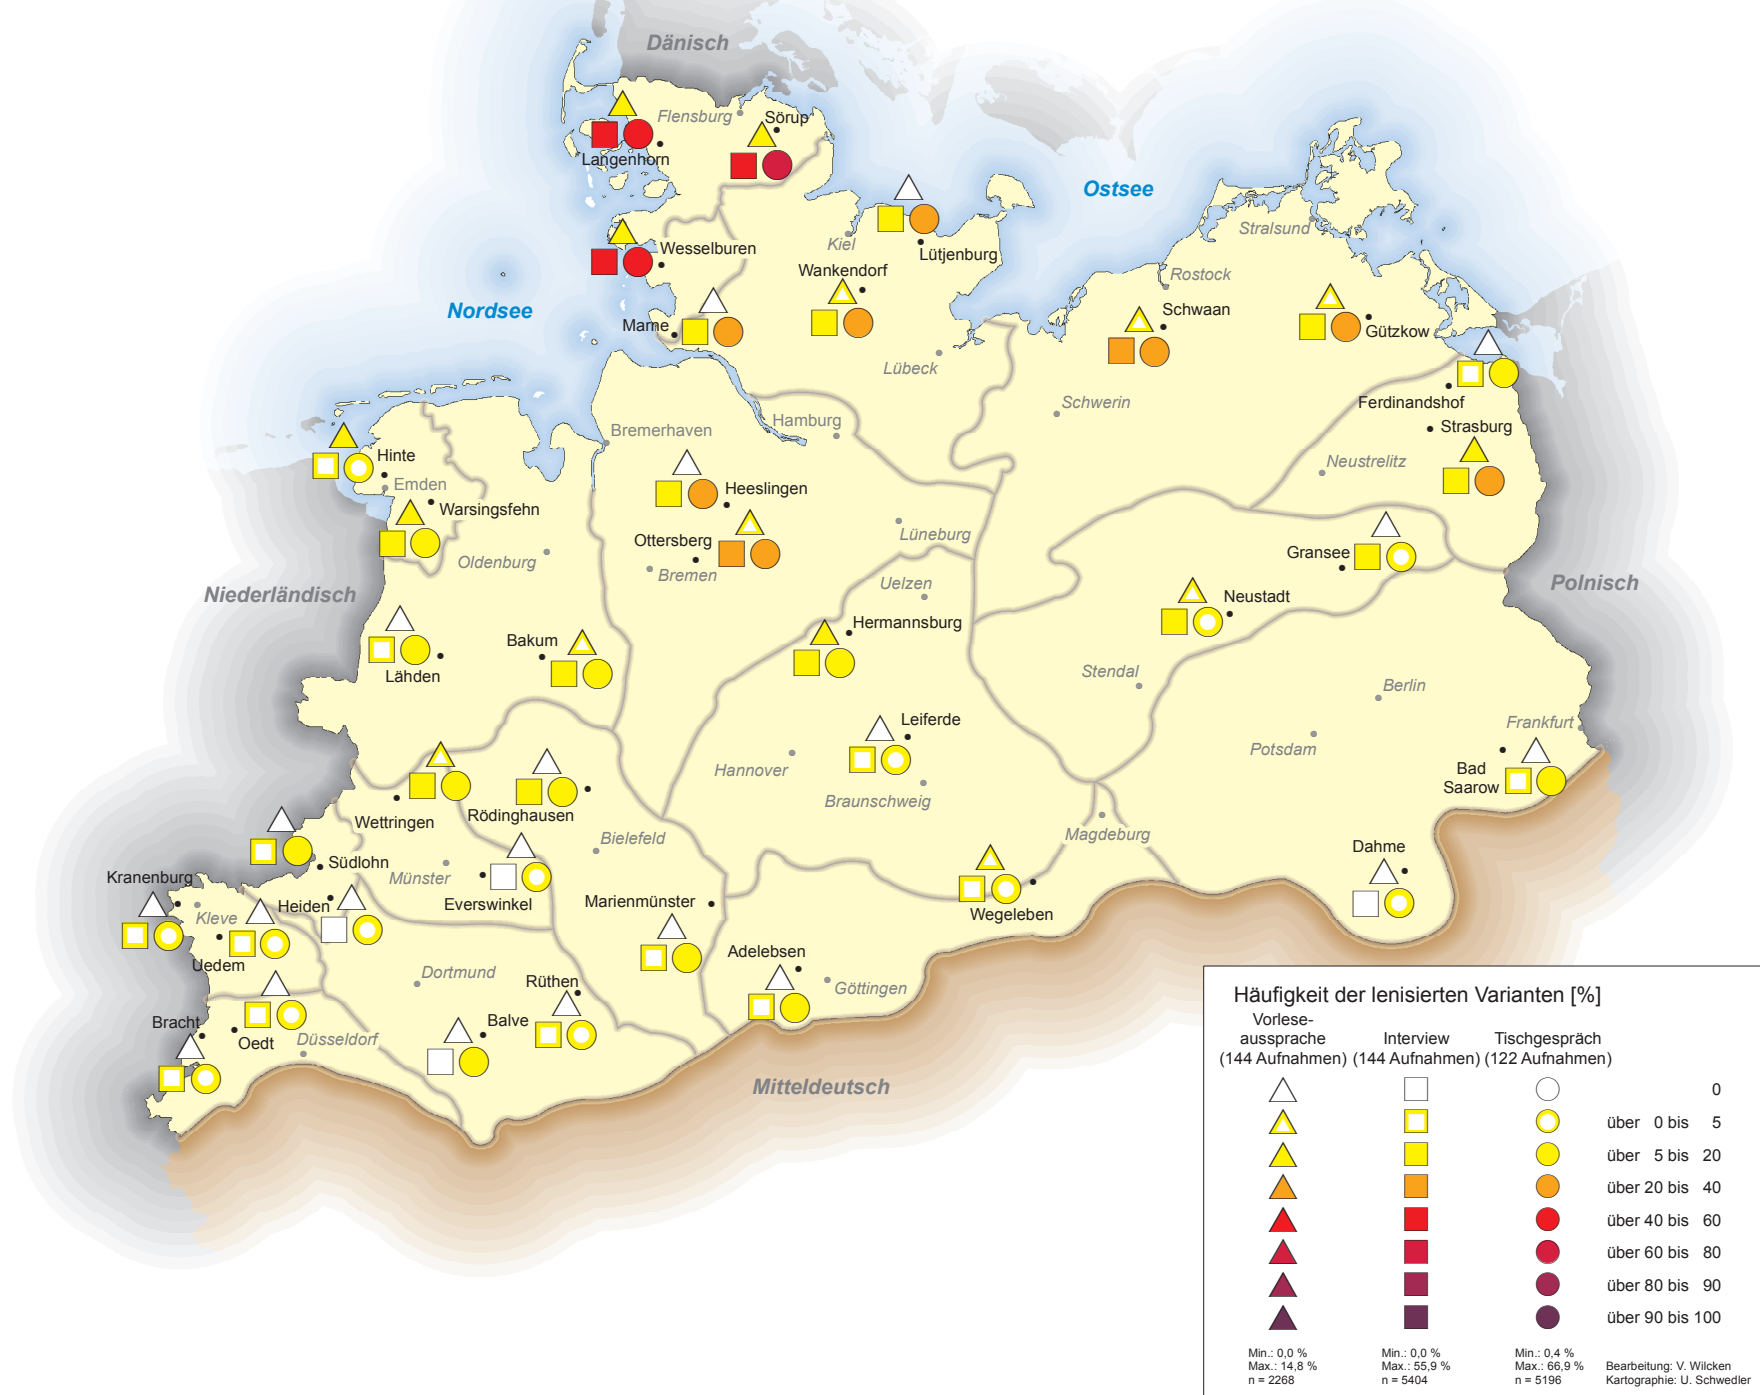 Dänisch
Flensburg
Sörup
Langenhorn
Ostsee
Stralsund
Wesselburen
Kiel
Lütjenburg
Wankendorf
Rostock
Nordsee
Schwaan
Marne
Gützkow
Lübeck
Schwerin
Ferdinandshof
Hamburg
Bremerhaven
Strasburg
Hinte
Neustrelitz
Emden
Heeslingen
Warsingsfehn
Lüneburg
Ottersberg
Gransee
Oldenburg
Bremen
Uelzen
Niederländisch
Polnisch
Neustadt
Hermannsburg
Bakum
Lähden
Stendal
Berlin
Leiferde
Frankfurt
Hannover
Potsdam
Bad
Saarow
Braunschweig
Wettringen
Rödinghausen
Magdeburg
Bielefeld
Dahme
Südlohn
Kranenburg
Münster
Heiden
Everswinkel
Marienmünster
Wegeleben
Kleve
Adelebsen
Uedem
Dortmund
Rüthen
Göttingen
Bracht
Balve
Oedt
Düsseldorf
Mitteldeutsch
Häufigkeit der lenisierten Varianten [%]
Vorlese-
aussprache Interview Tischgespräch
(144 Aufnahmen) (144 Aufnahmen) (122 Aufnahmen)
0
über 0 bis 5
über 5 bis 20
über 20 bis 40
über 40 bis 60
über 60 bis 80
über 80 bis 90
über 90 bis 100
Min.: 0,0 % Min.: 0,0 % Min.: 0,4 %
Max.: 14,8 % Max.: 55,9 % Max.: 66,9 % Bearbeitung: V. Wilcken
n = 2268 n = 5404 n = 5196 Kartographie: U. Schwedler